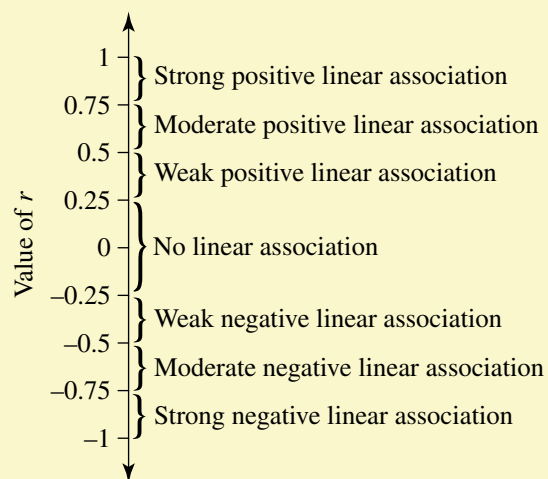 1
Strong positive linear association
0.75
Moderate positive linear association
0.5
Weak positive linear association
0.25
Value of r
0
No linear association
–0.25
Weak negative linear association
–0.5
Moderate negative linear association
–0.75
Strong negative linear association
–1